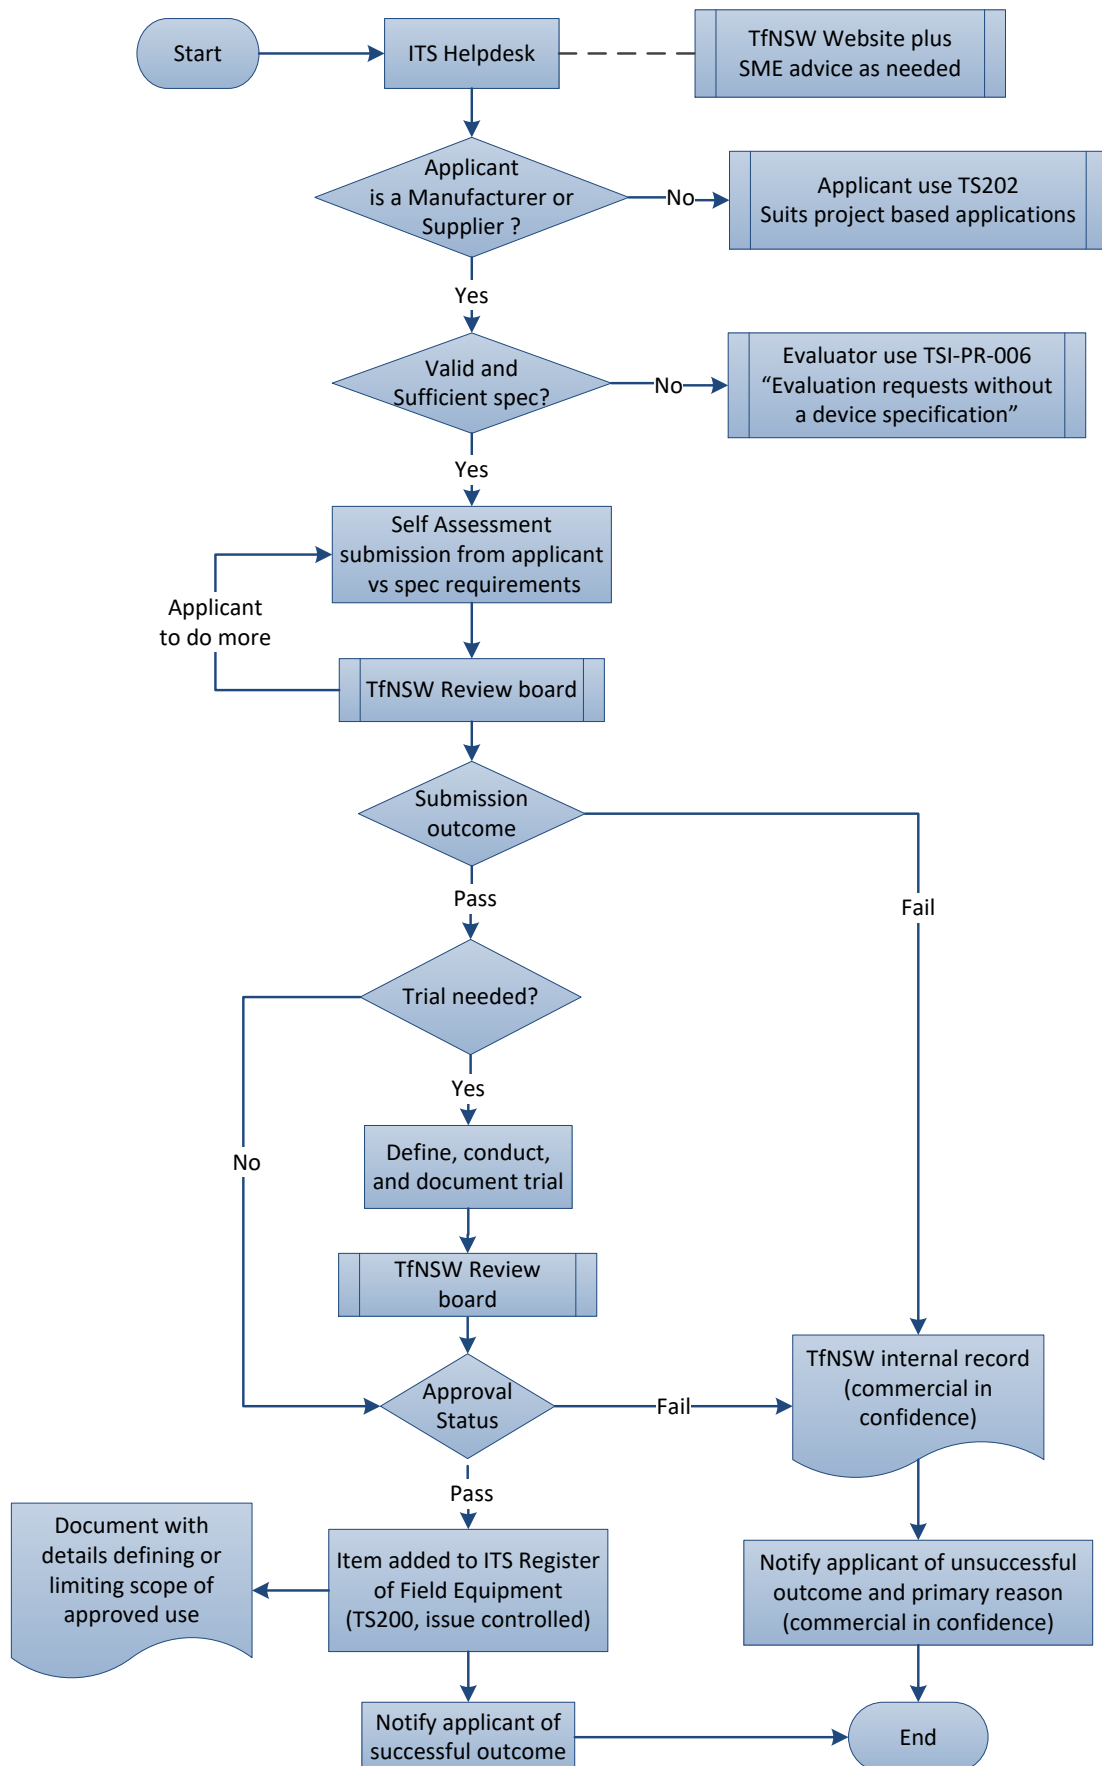 Start
ITS Helpdesk
TfNSW Website plus
SME advice as needed
Applicant
is a Manufacturer or
Supplier ?
No
Applicant use TS202
Suits project based applications
Yes
Valid and
Sufficient spec?
No
Evaluator use TSI-PR-006
“Evaluation requests without
a device specification”
Yes
Self Assessment
submission from applicant
vs spec requirements
Applicant
to do more
TfNSW Review board
Submission
outcome
Pass
Fail
Trial needed?
Yes
No
Define, conduct,
and document trial
TfNSW Review
board
Approval
Status
Fail
TfNSW internal record
(commercial in
confidence)
Pass
Document with
details defining or
limiting scope of
approved use
Item added to ITS Register
of Field Equipment
(TS200, issue controlled)
Notify applicant of unsuccessful
outcome and primary reason
(commercial in confidence)
Notify applicant of
successful outcome
End